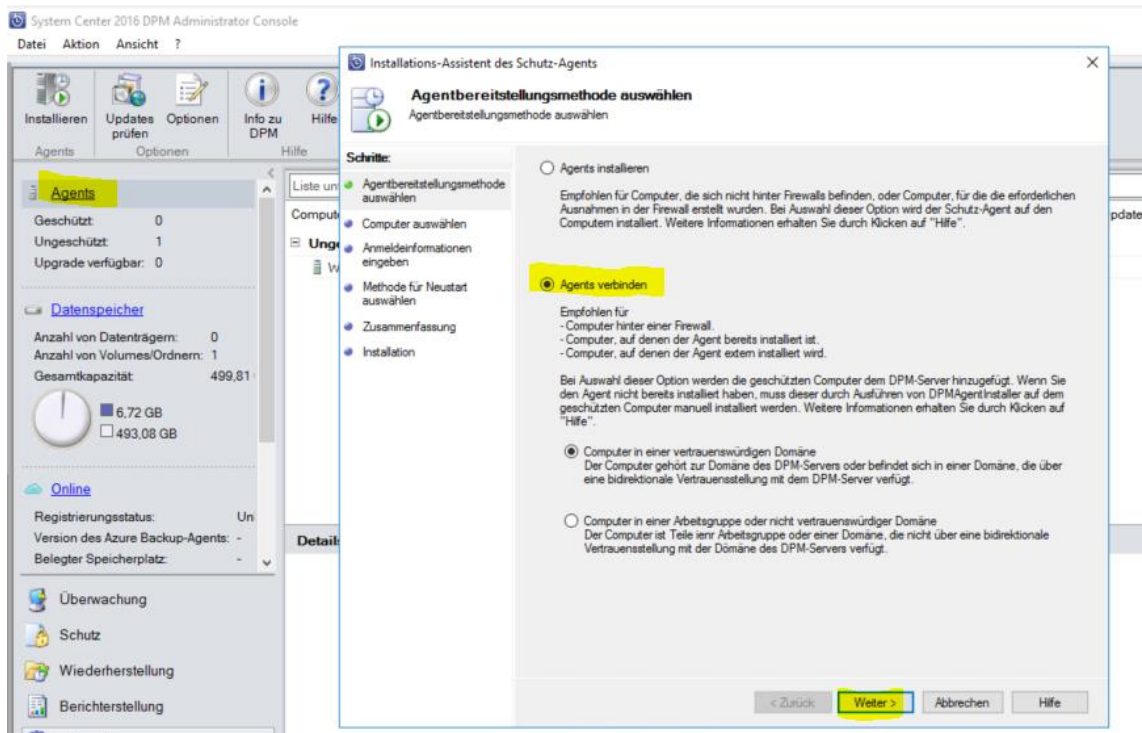 System Center 2016 DPM Administrator Console
Datei Aktion Ansicht ?
Installieren
Updates prüfen
Optionen
Info zu DPM
Hilfe
Agents
Optionen
Hilfe
Agents
Geschützt: 0
Ungeschützt: 1
Upgrade verfügbar: 0
Datenspeicher
Anzahl von Datenträgern: 0
Anzahl von Volumes/Ordnern: 1
Gesamtkapazität: 499,81
6,72 GB
493,08 GB
Online
Registrierungsstatus: Un
Version des Azure Backup-Agents: -
Belegter Speicherplatz: -
Überwachung
Schutz
Wiederherstellung
Berichterstellung
Liste un
Comput
Unge
W
Detail
pdate
Installations-Assistent des Schutz-Agents
Agentbereitstellungsmethode auswählen
Agentbereitstellungsmethode auswählen
Schritte:
Agentbereitstellungsmethode
auswählen
Computer auswählen
Anmeldeinformationen
eingeben
Methode für Neustart
auswählen
Zusammenfassung
Installation
Agents installieren
Empfohlen für Computer, die sich nicht hinter Firewalls befinden, oder Computer, für die die erforderlichen
Ausnahmen in der Firewall erstellt wurden. Bei Auswahl dieser Option wird der Schutz-Agent auf den
Computern installiert. Weitere Informationen erhalten Sie durch Klicken auf "Hilfe".
Agents verbinden
Empfohlen für
- Computer hinter einer Firewall.
- Computer, auf denen der Agent bereits installiert ist.
- Computer, auf denen der Agent extern installiert wird.
Bei Auswahl dieser Option werden die geschützten Computer dem DPM-Server hinzugefügt. Wenn Sie
den Agent nicht bereits installiert haben, muss dieser durch Ausführen von DPMAgentInstaller auf dem
geschützten Computer manuell installiert werden. Weitere Informationen erhalten Sie durch Klicken auf
"Hilfe".
Computer in einer vertrauenswürdigen Domäne
Der Computer gehört zur Domäne des DPM-Servers oder befindet sich in einer Domäne, die über
eine bidirektionale Vertrauensstellung mit dem DPM-Server verfügt.
Computer in einer Arbeitsgruppe oder nicht vertrauenswürdiger Domäne
Der Computer ist Teile ienr Arbeitsgruppe oder einer Domäne, die nicht über eine bidirektionale
Vertrauensstellung mit der Domäne des DPM-Servers verfügt.
< Zurück
Weiter >
Abbrechen
Hilfe